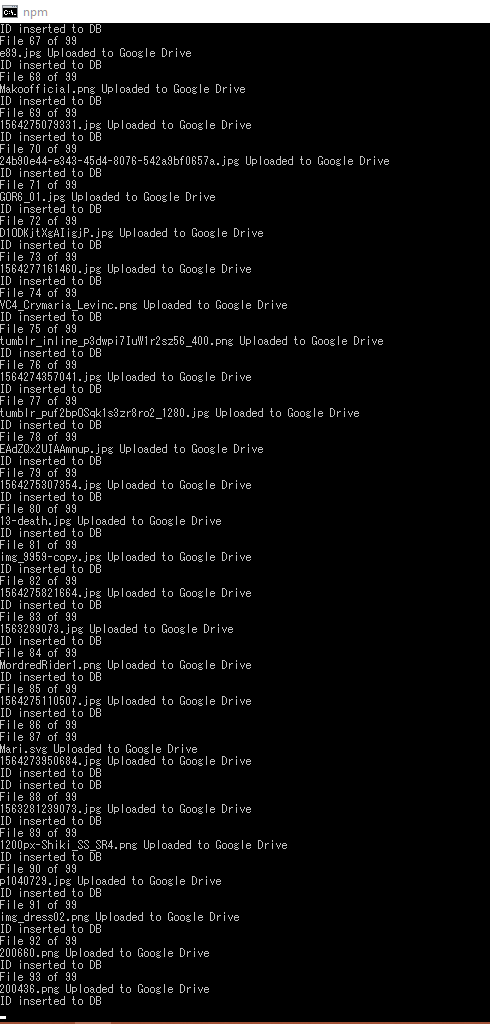 npm
ID inserted to DB
File 67 of 99
e89.jpg Uploaded to Google Drive
ID inserted to DB
File 68 of 99
Makoofficial.png Uploaded to Google Drive
ID inserted to DB
File 69 of 99
1564275079331.jpg Uploaded to Google Drive
ID inserted to DB
File 70 of 99
24b90e44-e343-45d4-8076-542a9bf0657a.jpg Uploaded to Google Drive
ID inserted to DB
File 71 of 99
GOR6_01.jpg Uploaded to Google Drive
ID inserted to DB
File 72 of 99
D1ODKjtXgAIigjP.jpg Uploaded to Google Drive
ID inserted to DB
File 73 of 99
1564277161460.jpg Uploaded to Google Drive
ID inserted to DB
File 74 of 99
YC4_Crymaria_Levinc.png Uploaded to Google Drive
ID inserted to DB
File 75 of 99
tumblr_inline_p3dwpi7IuW1r2sz56_400.png Uploaded to Google Drive
ID inserted to DB
File 76 of 99
1564274357041.jpg Uploaded to Google Drive
ID inserted to DB
File 77 of 99
tumblr_puf2bpOSqk1s3zr8ro2_1280.jpg Uploaded to Google Drive
ID inserted to DB
File 78 of 99
EAdZQx2UIAAmnup.jpg Uploaded to Google Drive
ID inserted to DB
File 79 of 99
1564275307354.jpg Uploaded to Google Drive
ID inserted to DB
File 80 of 99
13-death.jpg Uploaded to Google Drive
ID inserted to DB
File 81 of 99
img_9959-copy.jpg Uploaded to Google Drive
ID inserted to DB
File 82 of 99
1564275821664.jpg Uploaded to Google Drive
ID inserted to DB
File 83 of 99
1563289073.jpg Uploaded to Google Drive
ID inserted to DB
File 84 of 99
MordredRider1.png Uploaded to Google Drive
ID inserted to DB
File 85 of 99
1564275110507.jpg Uploaded to Google Drive
ID inserted to DB
File 86 of 99
File 87 of 99
Mari.svg Uploaded to Google Drive
1564273950684.jpg Uploaded to Google Drive
ID inserted to DB
ID inserted to DB
File 88 of 99
1563281239073.jpg Uploaded to Google Drive
ID inserted to DB
File 89 of 99
1200px-Shiki_SS_SR4.png Uploaded to Google Drive
ID inserted to DB
File 90 of 99
p1040729.jpg Uploaded to Google Drive
ID inserted to DB
File 91 of 99
img_dress02.png Uploaded to Google Drive
ID inserted to DB
File 92 of 99
200660.png Uploaded to Google Drive
ID inserted to DB
File 93 of 99
200436.png Uploaded to Google Drive
ID inserted to DB